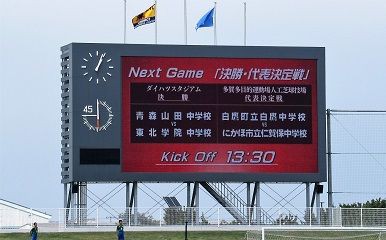 Next Game 「決勝・代表決定戦」
ダイハツスタジアム 多賀多目的運動場人工芝球技場
決勝 代表決定戦
青森山田中学校 白鷹町立白鷹中学校
VS VS
東北学院中学校 にかほ市立仁賀保中学校
Kick Off 13:30
45